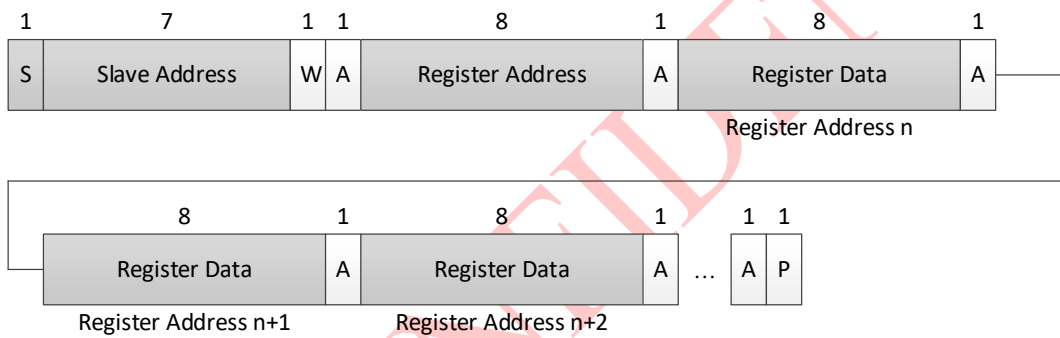 1 7 1 1 8 1 8 1
S Slave Address W A Register Address A Register Data A
Register Address n
8 1 8 1 1 1
Register Data A Register Data A ... A P
Register Address n+1 Register Address n+2